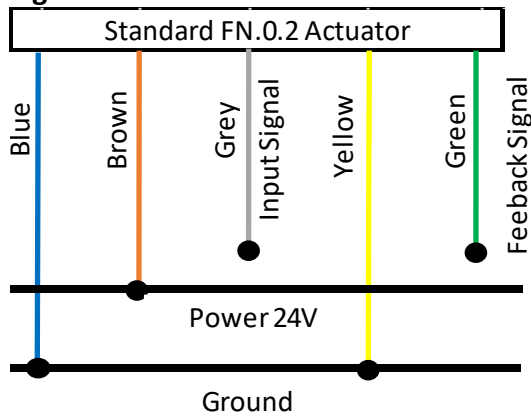 Standard FN.0.2 Actuator
Blue
Brown
Grey
Input Signal
Yellow
Green
Feeback Signal
Power 24V
Ground